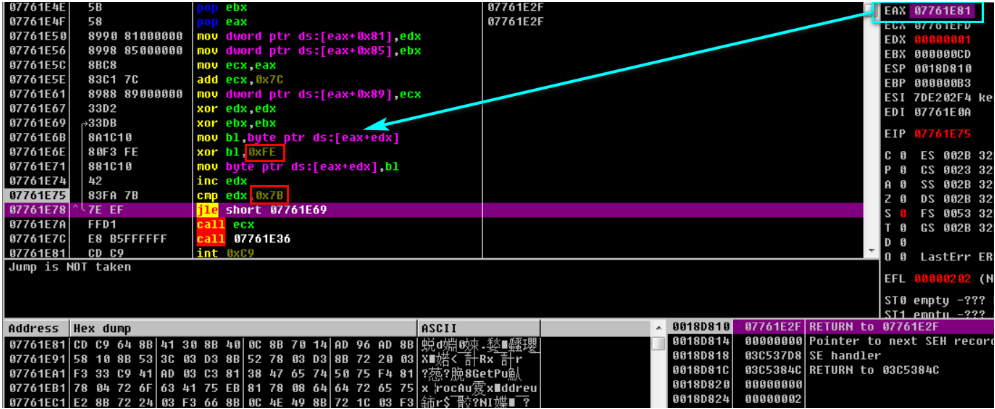 07761E4E 5B pop ebx 07761E2F
07761E4F 58 pop eax 07761E2F
07761E50 8990 81000000 mov dword ptr ds:[eax+0x81],edx
07761E56 8998 85000000 mov dword ptr ds:[eax+0x85],ebx
07761E5C 8BC8 mov ecx,eax
07761E5E 83C1 7C add ecx,0x7C
07761E61 8988 89000000 mov dword ptr ds:[eax+0x89],ecx
07761E67 33D2 xor edx,edx
07761E69 33DB xor ebx,ebx
07761E6B 8A1C10 mov bl,byte ptr ds:[eax+edx]
07761E6E 80F3 FE xor bl,0xFE
07761E71 881C10 mov byte ptr ds:[eax+edx],bl
07761E74 42 inc edx
07761E75 83FA 7B cmp edx,0x7B
07761E78 ^ 7E EF jle short 07761E69
07761E7A FFD1 call ecx
07761E7C E8 B5FFFFFF call 07761E36
07761E81 CD C9 int 0xC9
Jump is NOT taken
EAX 07761E81
ECX 07761EFD
EDX 00000001
EBX 000000CD
ESP 0018D810
EBP 000000B3
ESI 7DE202F4 ke
EDI 07761E0A
EIP 07761E75
C 0 ES 002B 32
P 0 CS 0023 32
A 0 SS 002B 32
Z 0 DS 002B 32
S 0 FS 0053 32
T 0 GS 002B 32
D 0
O 0 LastErr ER
EFL 00000202 (N
ST0 empty -???
ST1 empty -???
Address Hex dump ASCII
07761E81 CD C9 64 8B 41 30 8B 40 0C 8B 70 14 AD 96 AD 8B
07761E91 58 10 8B 53 3C 03 D3 8B 52 78 03 D3 8B 72 20 03
07761EA1 F3 33 C9 41 AD 03 C3 81 38 47 65 74 50 75 F4 81
07761EB1 78 04 72 6F 63 41 75 EB 81 78 08 64 64 72 65 75
07761EC1 E2 8B 72 24 03 F3 66 8B 0C 4E 49 8B 72 1C 03 F3
0018D810 07761E2F RETURN to 07761E2F
0018D814 00000000 Pointer to next SEH record
0018D818 03C537D8 SE handler
0018D81C 03C5384C RETURN to 03C5384C
0018D820 00000000
0018D824 00000002